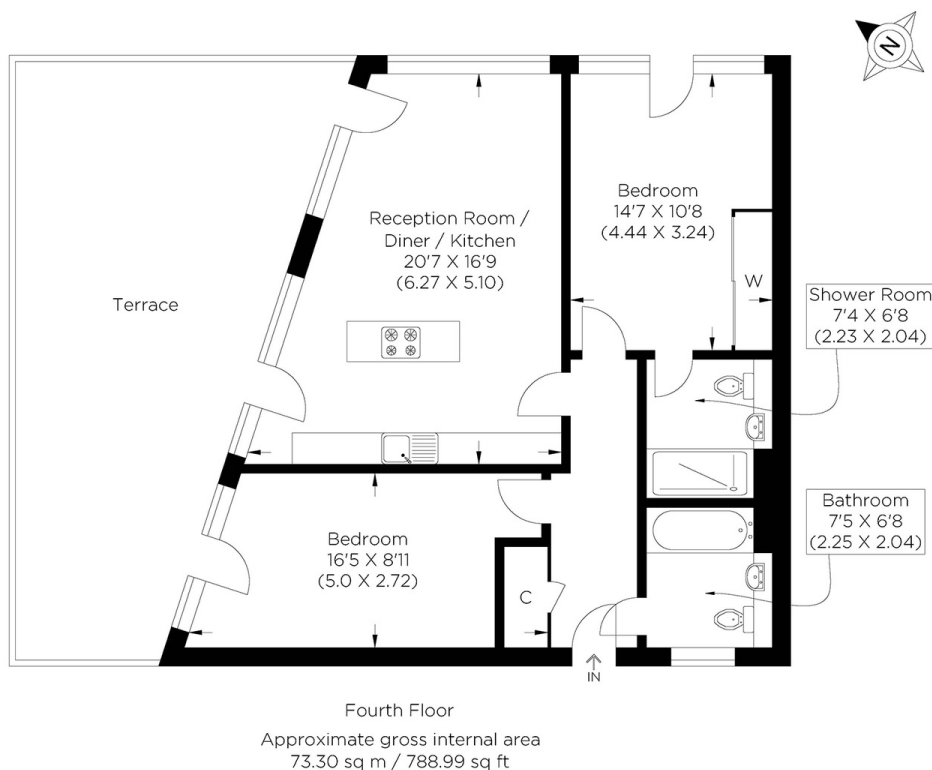 N
Reception Room /
Diner / Kitchen
20'7 X 16'9
(6.27 X 5.10)
Bedroom
14'7 X 10'8
(4.44 X 3.24)
W
Terrace
Shower Room
7'4 X 6'8
(2.23 X 2.04)
Bathroom
7'5 X 6'8
(2.25 X 2.04)
Bedroom
16'5 X 8'11
(5.0 X 2.72)
C
IN
Fourth Floor
Approximate gross internal area
73.30 sq m / 788.99 sq ft